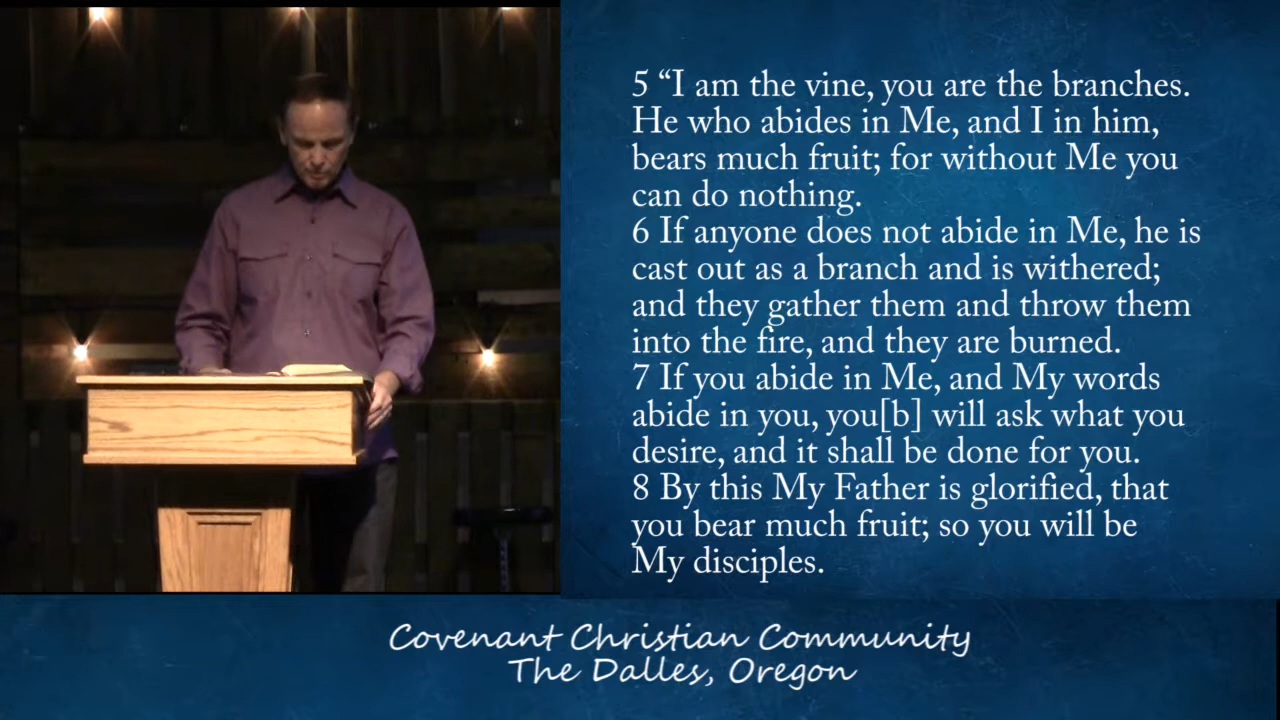 5 “I am the vine, you are the branches.
He who abides in Me, and I in him,
bears much fruit; for without Me you
can do nothing.
6 If anyone does not abide in Me, he is
cast out as a branch and is withered;
and they gather them and throw them
into the fire, and they are burned.
7 If you abide in Me, and My words
abide in you, you[b] will ask what you
desire, and it shall be done for you.
8 By this My Father is glorified, that
you bear much fruit; so you will be
My disciples.
Covenant Christian Community
The Dalles, Oregon